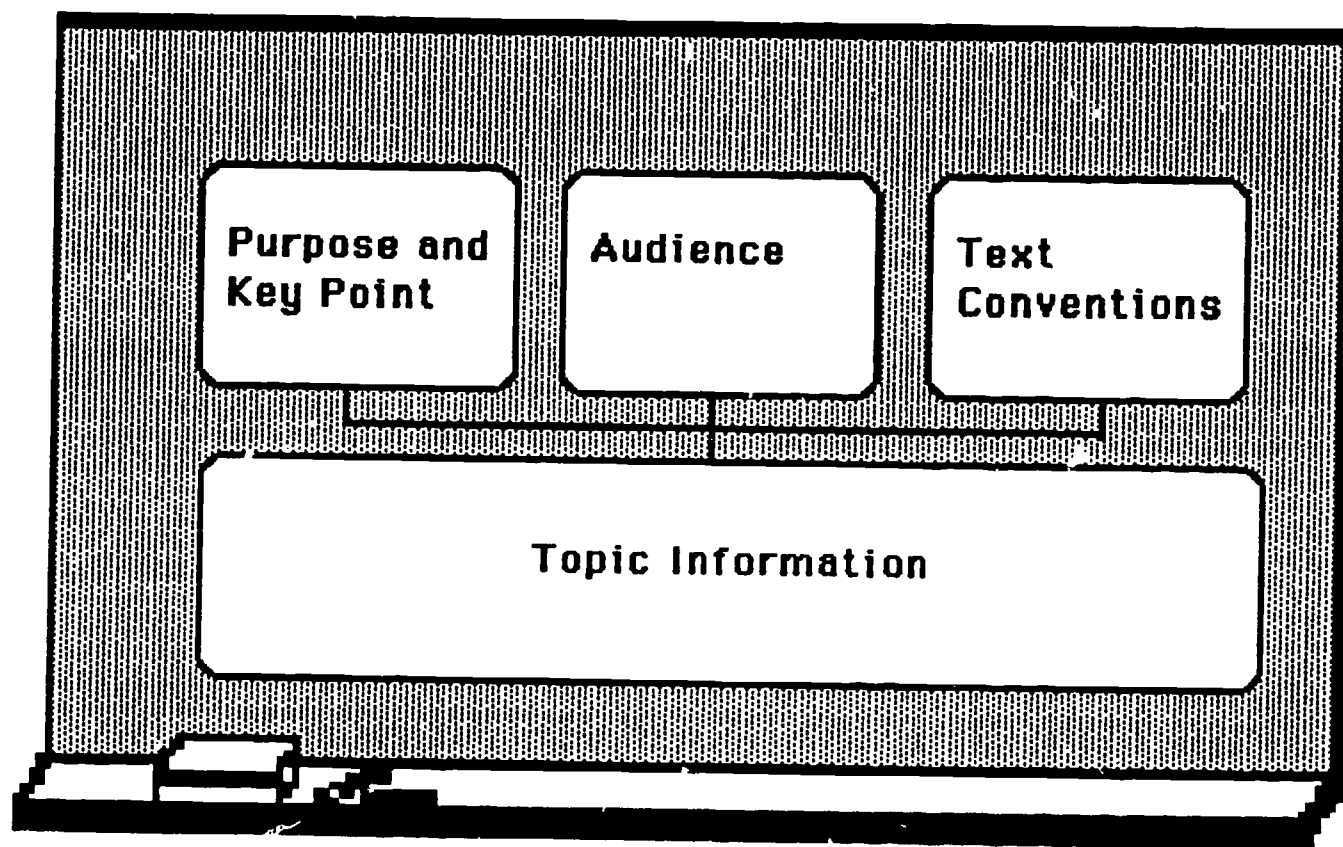 Purpose and
Key Point
Audience
Text
Conventions
Topic Information